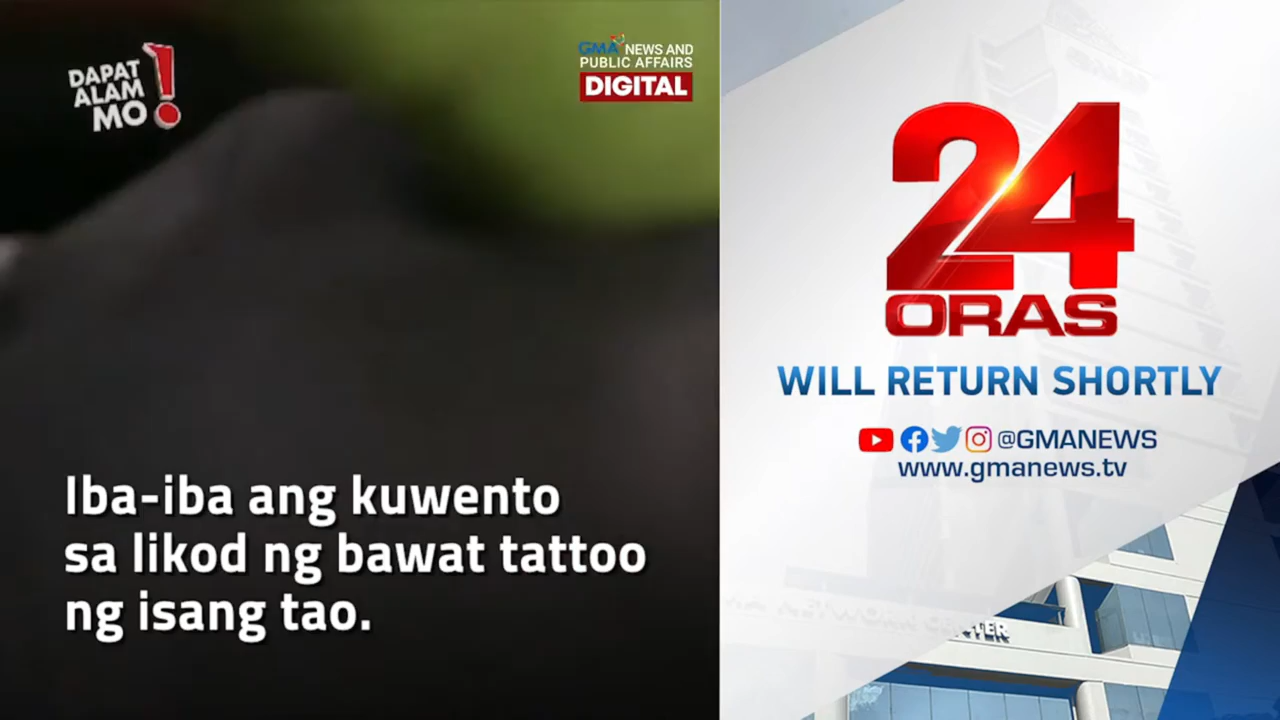 DAPAT
ALAM
MO!
GMA NEWS AND
PUBLIC AFFAIRS
DIGITAL
Iba-iba ang kuwento
sa likod ng bawat tattoo
ng isang tao.
24
ORAS
WILL RETURN SHORTLY
@GMANEWS
www.gmanews.tv